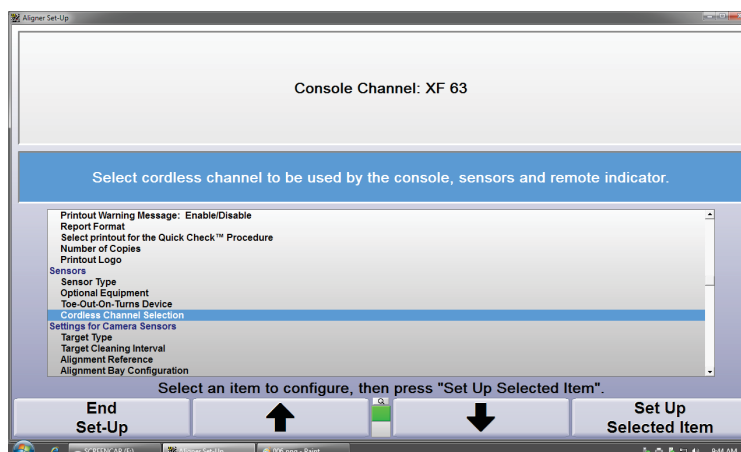 Aligner Set-Up
Console Channel: XF 63
Select cordless channel to be used by the console, sensors and remote indicator.
Printout Warning Message: Enable/Disable
Report Format
Select printout for the Quick Check™ Procedure
Number of Copies
Printout Logo
Sensors
Sensor Type
Optional Equipment
Toe-Out-On-Turns Device
Cordless Channel Selection
Settings for Camera Sensors
Target Type
Target Cleaning Interval
Alignment Reference
Alignment Bay Configuration
Select an item to configure, then press "Set Up Selected Item".
End
Set-Up
Set Up
Selected Item
SCREENCAP (E:)
Aligner Set-Up
006.png - Paint
9:44 AM